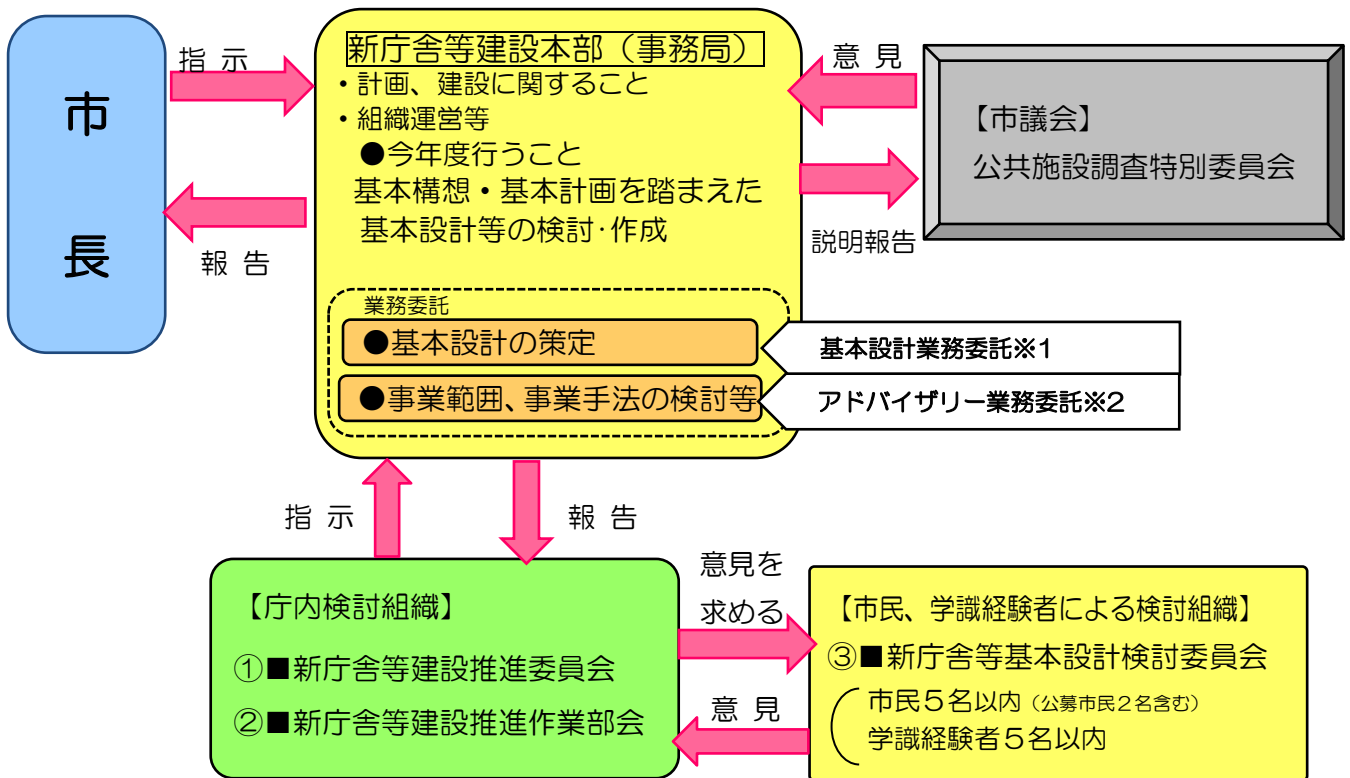 市
長
指 示
報 告
新庁舎等建設本部（事務局）
・計画、建設に関すること
・組織運営等
●今年度行うこと
基本構想・基本計画を踏まえた
基本設計等の検討･作成
業務委託
●基本設計の策定
●事業範囲、事業手法の検討等
基本設計業務委託※1
アドバイザリー業務委託※2
意 見
説明報告
【市議会】
公共施設調査特別委員会
指 示
報 告
【庁内検討組織】
①■新庁舎等建設推進委員会
②■新庁舎等建設推進作業部会
意見を
求める
意 見
【市民、学識経験者による検討組織】
③■新庁舎等基本設計検討委員会
市民５名以内（公募市民２名含む）
学識経験者５名以内